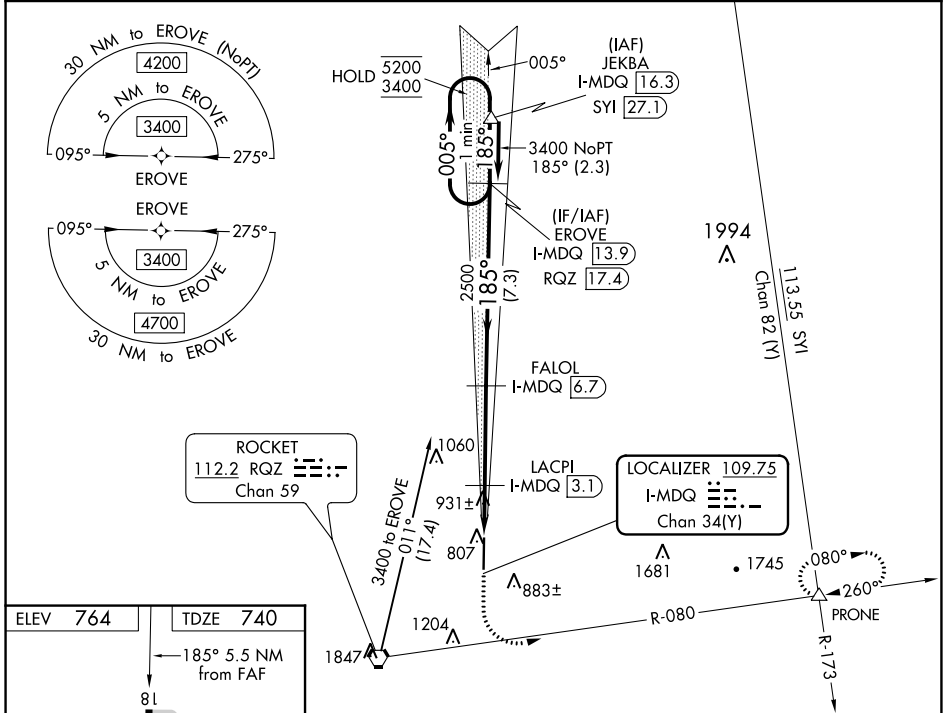 30 NM to EROVE (NoPT)
4200
5 NM to EROVE
3400
095°
275°
EROVE
EROVE
095°
275°
3400
5 NM to EROVE
4700
30 NM to EROVE
HOLD 5200
3400
005°
(IAF)
JEKBA
I-MDQ 16.3
SYI 27.1
005°
1 min
185°
3400 NoPT
185° (2.3)
(IF/IAF)
EROVE
I-MDQ 13.9
RQZ 17.4
2500
185°
(7.3)
1994
113.55 SYI
Chan 82 (Y)
FALOL
I-MDQ 6.7
ROCKET
112.2 RQZ
Chan 59
1060
3400 to EROVE
011°
(17.4)
LACPI
I-MDQ 3.1
931±
807
LOCALIZER 109.75
I-MDQ
Chan 34(Y)
883±
1681
1745
080°
260°
PRONE
R-080
R-173
1204
1847
ELEV 764
TDZE 740
185° 5.5 NM
from FAF
18